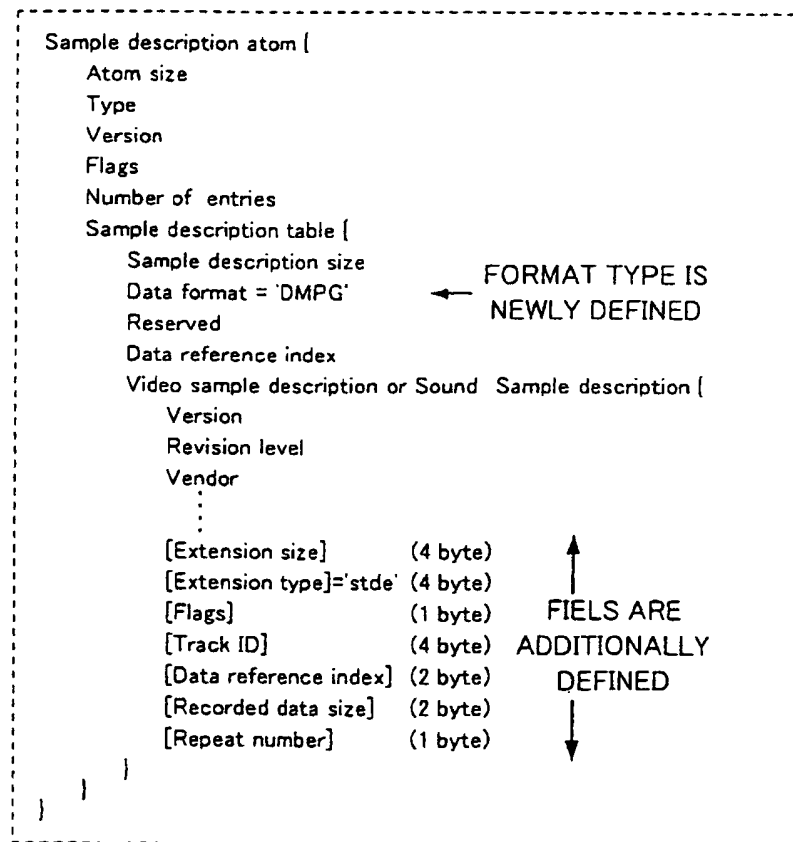 Sample description atom {
Atom size
Type
Version
Flags
Number of entries
Sample description table {
Sample description size
Data format = 'DMPG'
FORMAT TYPE IS
NEWLY DEFINED
Reserved
Data reference index
Video sample description or Sound Sample description {
Version
Revision level
Vendor
[Extension size] (4 byte)
[Extension type]='stde' (4 byte)
[Flags] (1 byte)
[Track ID] (4 byte)
[Data reference index] (2 byte)
[Recorded data size] (2 byte)
[Repeat number] (1 byte)
FIELS ARE
ADDITIONALLY
DEFINED
}
}
}